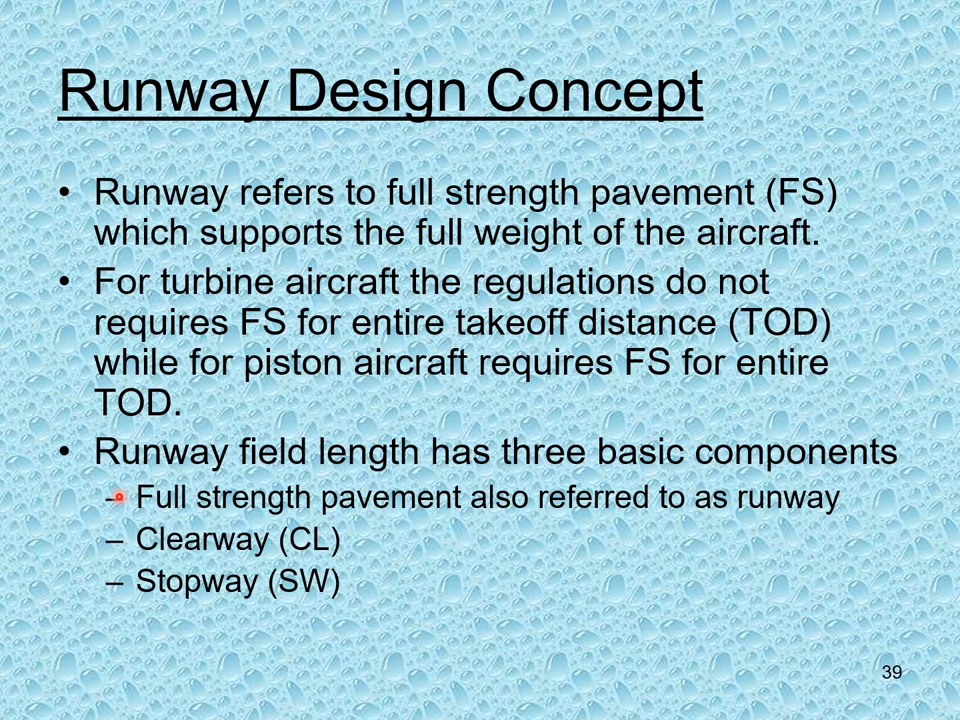 Runway Design Concept
• Runway refers to full strength pavement (FS)
which supports the full weight of the aircraft.
• For turbine aircraft the regulations do not
requires FS for entire takeoff distance (TOD)
while for piston aircraft requires FS for entire
TOD.
• Runway field length has three basic components
– Full strength pavement also referred to as runway
– Clearway (CL)
– Stopway (SW)
39